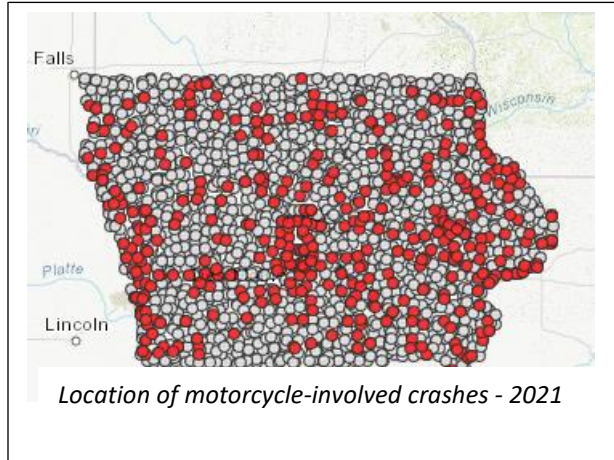 Falls
Wisconsin
Platte
Lincoln
Location of motorcycle-involved crashes - 2021